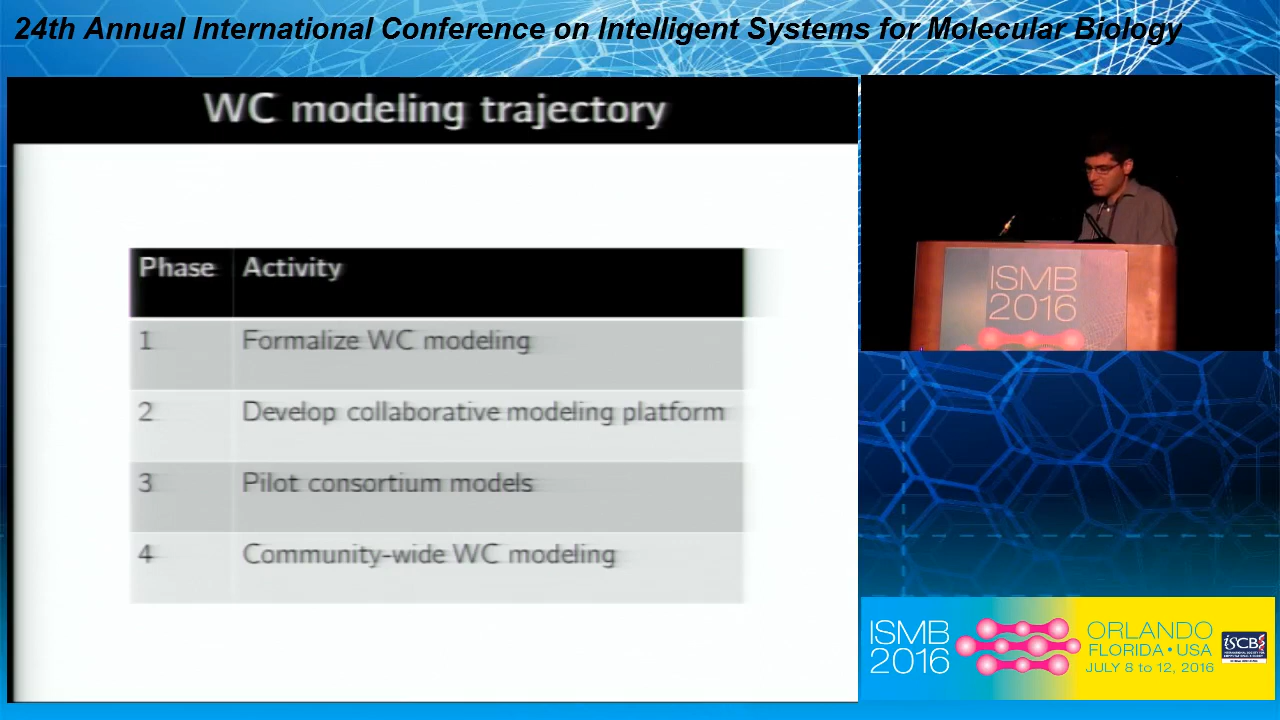 24th Annual International Conference on Intelligent Systems for Molecular Biology
WC modeling trajectory
Phase Activity
1 Formalize WC modeling
2 Develop collaborative modeling platform
3 Pilot consortium models
4 Community-wide WC modeling
ISMB
2016
ISMB
2016
ORLANDO
FLORIDA • USA
JULY 8 to 12, 2016
iSCB